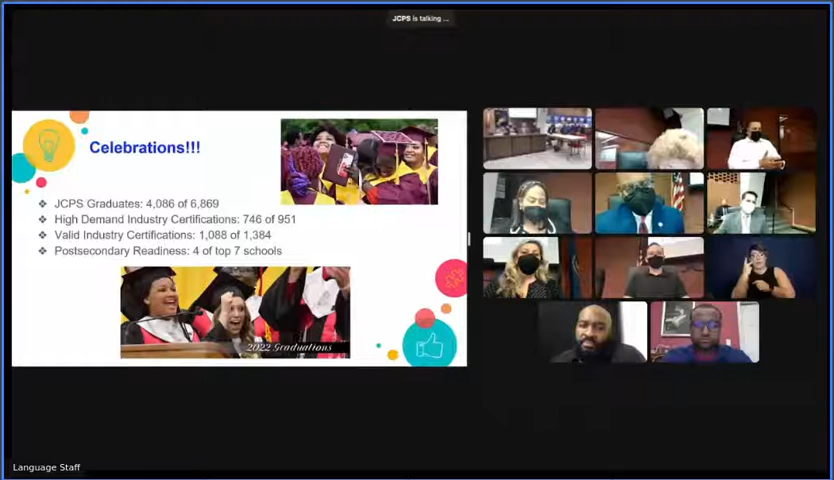 JCPS is talking ...
Celebrations!!!
❖ JCPS Graduates: 4,086 of 6,869
❖ High Demand Industry Certifications: 746 of 951
❖ Valid Industry Certifications: 1,088 of 1,384
❖ Postsecondary Readiness: 4 of top 7 schools
2022 Graduations
Language Staff